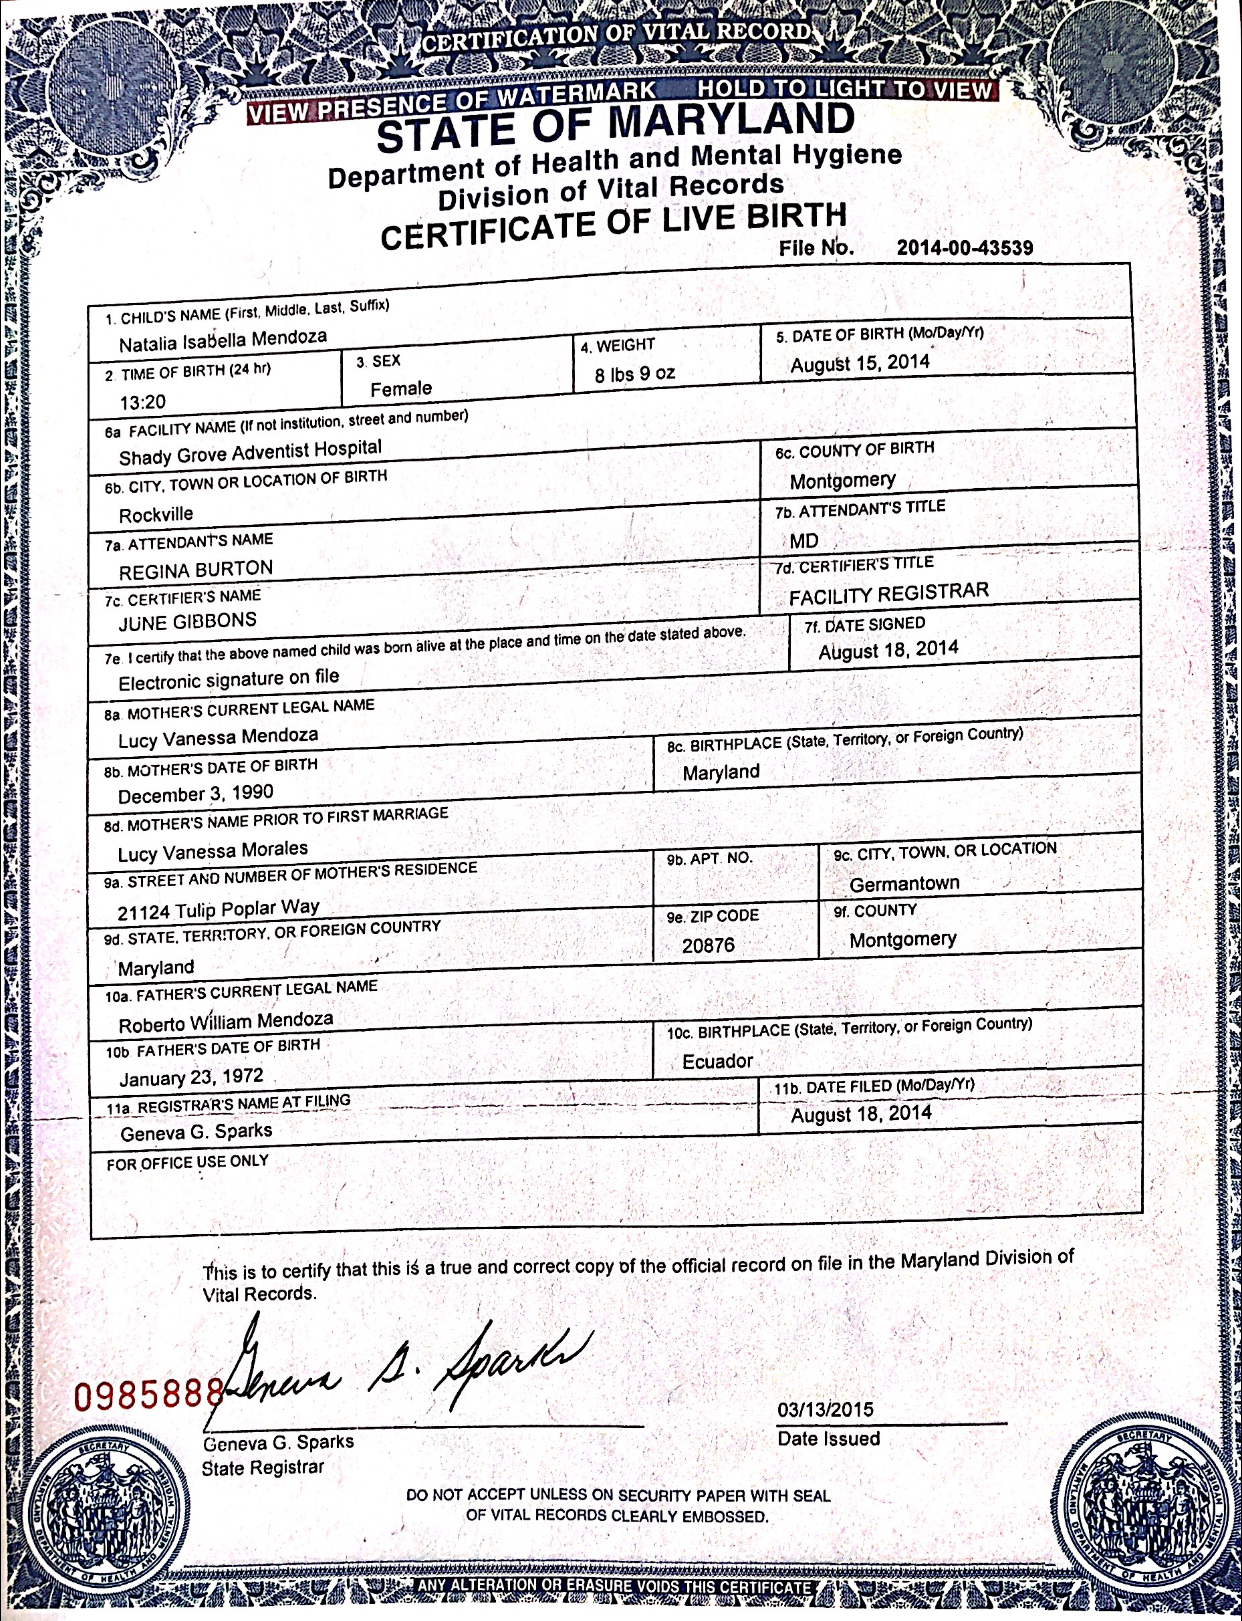 CERTIFICATION OF VITAL RECORD
VIEW PRESENCE OF WATERMARK HOLD TO LIGHT TO VIEW
STATE OF MARYLAND
Department of Health and Mental Hygiene
Division of Vital Records
CERTIFICATE OF LIVE BIRTH
File No. 2014-00-43539
1. CHILD'S NAME (First, Middle, Last, Suffix)
Natalia Isabella Mendoza
2. TIME OF BIRTH (24 hr)
13:20
3. SEX
Female
4. WEIGHT
8 lbs 9 oz
5. DATE OF BIRTH (Mo/Day/Yr)
August 15, 2014
6a FACILITY NAME (If not institution, street and number)
Shady Grove Adventist Hospital
6b. CITY, TOWN OR LOCATION OF BIRTH
Rockville
6c. COUNTY OF BIRTH
Montgomery
7a. ATTENDANT'S NAME
REGINA BURTON
7b. ATTENDANT'S TITLE
MD
7c. CERTIFIER'S NAME
JUNE GIBBONS
7d. CERTIFIER'S TITLE
FACILITY REGISTRAR
7e. I certify that the above named child was born alive at the place and time on the date stated above.
Electronic signature on file
7f. DATE SIGNED
August 18, 2014
8a. MOTHER'S CURRENT LEGAL NAME
Lucy Vanessa Mendoza
8b. MOTHER'S DATE OF BIRTH
December 3, 1990
8c. BIRTHPLACE (State, Territory, or Foreign Country)
Maryland
8d. MOTHER'S NAME PRIOR TO FIRST MARRIAGE
Lucy Vanessa Morales
9a. STREET AND NUMBER OF MOTHER'S RESIDENCE
21124 Tulip Poplar Way
9b. APT. NO.
9c. CITY, TOWN, OR LOCATION
Germantown
9d. STATE, TERRITORY, OR FOREIGN COUNTRY
Maryland
9e. ZIP CODE
20876
9f. COUNTY
Montgomery
10a. FATHER'S CURRENT LEGAL NAME
Roberto William Mendoza
10b FATHER'S DATE OF BIRTH
January 23, 1972
10c. BIRTHPLACE (State, Territory, or Foreign Country)
Ecuador
11a. REGISTRAR'S NAME AT FILING
Geneva G. Sparks
11b. DATE FILED (Mo/Day/Yr)
August 18, 2014
FOR OFFICE USE ONLY
This is to certify that this is a true and correct copy of the official record on file in the Maryland Division of
Vital Records.
Geneva G. Sparks
0985888
03/13/2015
Geneva G. Sparks
Date Issued
State Registrar
DO NOT ACCEPT UNLESS ON SECURITY PAPER WITH SEAL
OF VITAL RECORDS CLEARLY EMBOSSED.
SECRETARY
MARYLAND DEPARTMENT OF HEALTH AND MENTAL HYGIENE
SECRETARY
MARYLAND DEPARTMENT OF HEALTH AND MENTAL HYGIENE
ANY ALTERATION OR ERASURE VOIDS THIS CERTIFICATE